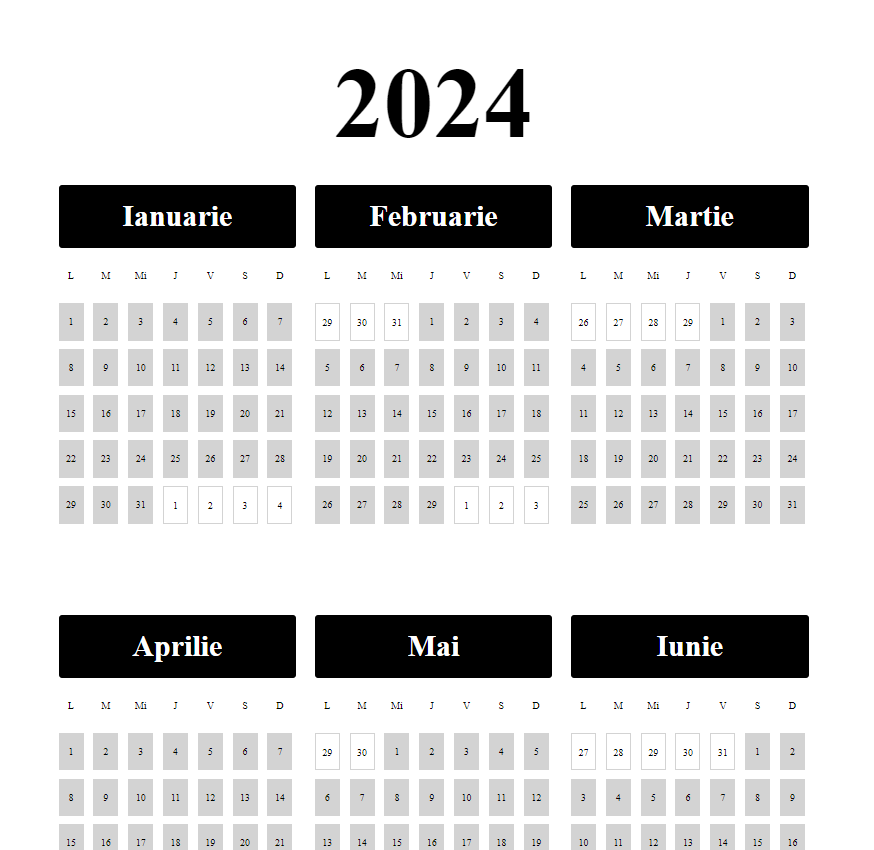 2024
Ianuarie Februarie Martie
L M Mi J V S D L M Mi J V S D L M Mi J V S D
1 2 3 4 5 6 7 29 30 31 1 2 3 4 26 27 28 29 1 2 3
8 9 10 11 12 13 14 5 6 7 8 9 10 11 4 5 6 7 8 9 10
15 16 17 18 19 20 21 12 13 14 15 16 17 18 11 12 13 14 15 16 17
22 23 24 25 26 27 28 19 20 21 22 23 24 25 18 19 20 21 22 23 24
29 30 31 1 2 3 4 26 27 28 29 1 2 3 25 26 27 28 29 30 31
Aprilie Mai Iunie
L M Mi J V S D L M Mi J V S D L M Mi J V S D
1 2 3 4 5 6 7 29 30 1 2 3 4 5 27 28 29 30 31 1 2
8 9 10 11 12 13 14 6 7 8 9 10 11 12 3 4 5 6 7 8 9
15 16 17 18 19 20 21 13 14 15 16 17 18 19 10 11 12 13 14 15 16